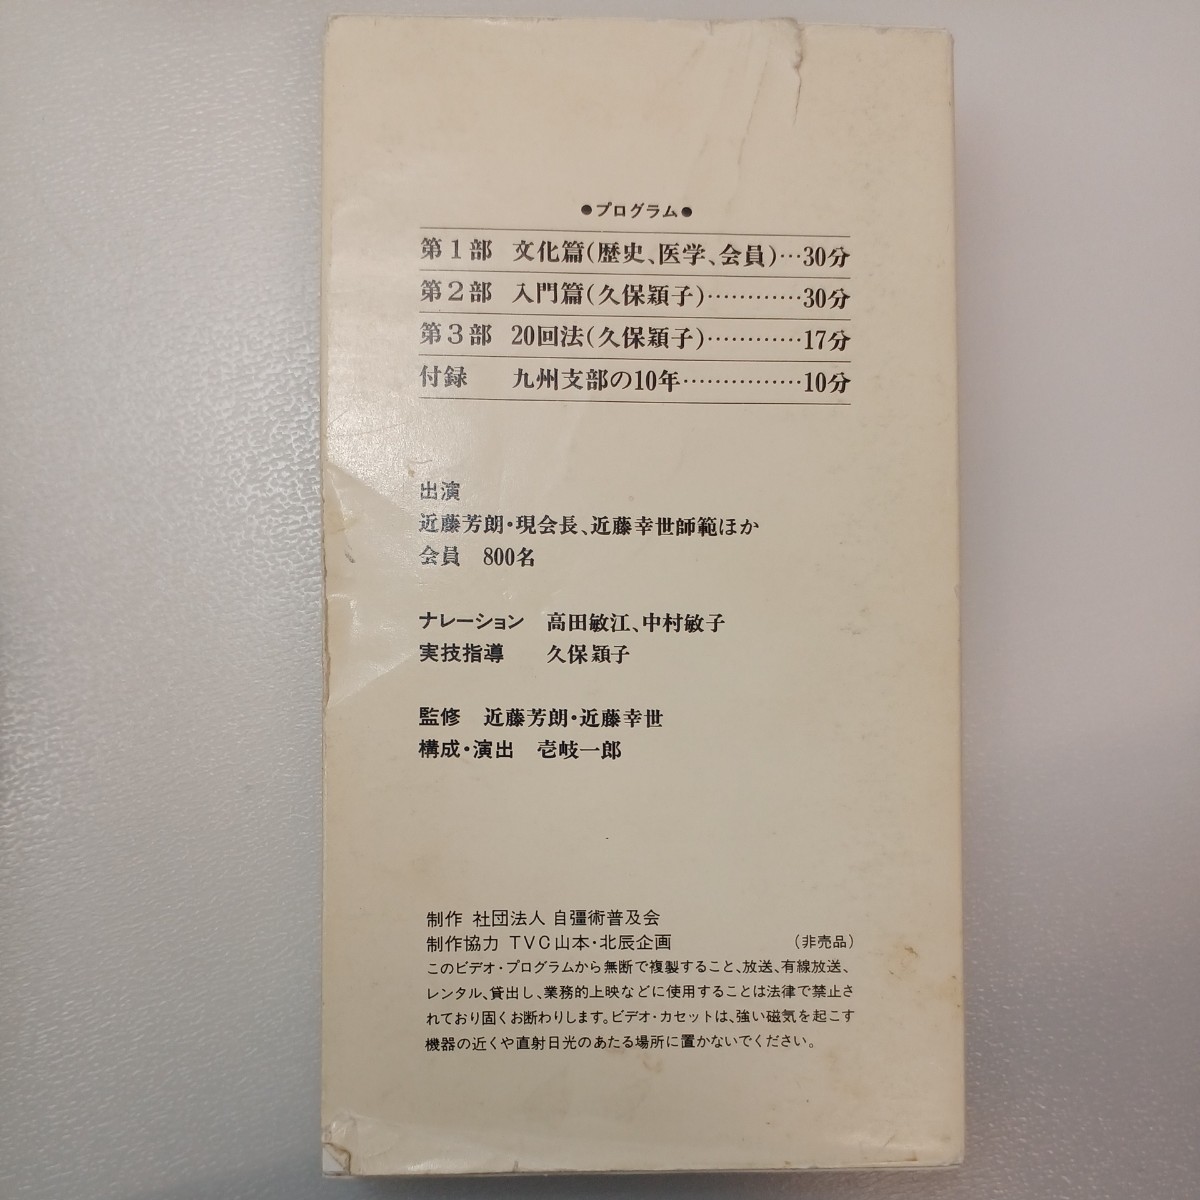 ●プログラム●
第1部 文化篇(歴史、医学、会員)…30分
第2部 入門篇(久保穎子)…………30分
第3部 20回法(久保穎子)…………17分
付録 九州支部の10年……………10分
出演
近藤芳朗・現会長、近藤幸世師範ほか
会員 800名
ナレーション 高田敏江、中村敏子
実技指導 久保穎子
監修 近藤芳朗・近藤幸世
構成・演出 壱岐一郎
制作 社団法人 自彊術普及会
制作協力 TVC山本・北辰企画 (非売品)
このビデオ・プログラムから無断で複製すること、放送、有線放送、
レンタル、貸出し、業務的上映などに使用することは法律で禁止さ
れており固くお断わりします。ビデオ・カセットは、強い磁気を起こす
機器の近くや直射日光のあたる場所に置かないでください。